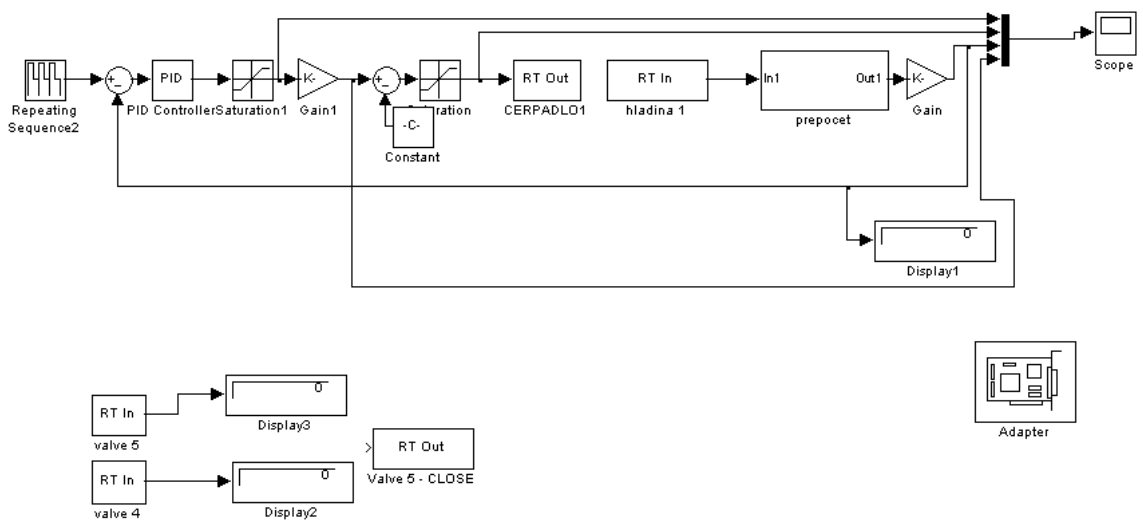 Scope
Repeating
Sequence2
PID
PID Controller
Saturation1
K-
Gain1
-C-
Constant
RT Out
CERPADLO1
RT In
hladina 1
In1
Out1
prepocet
K-
Gain
0
Display1
RT In
valve 5
0
Display3
RT In
valve 4
0
Display2
RT Out
Valve 5 - CLOSE
Adapter